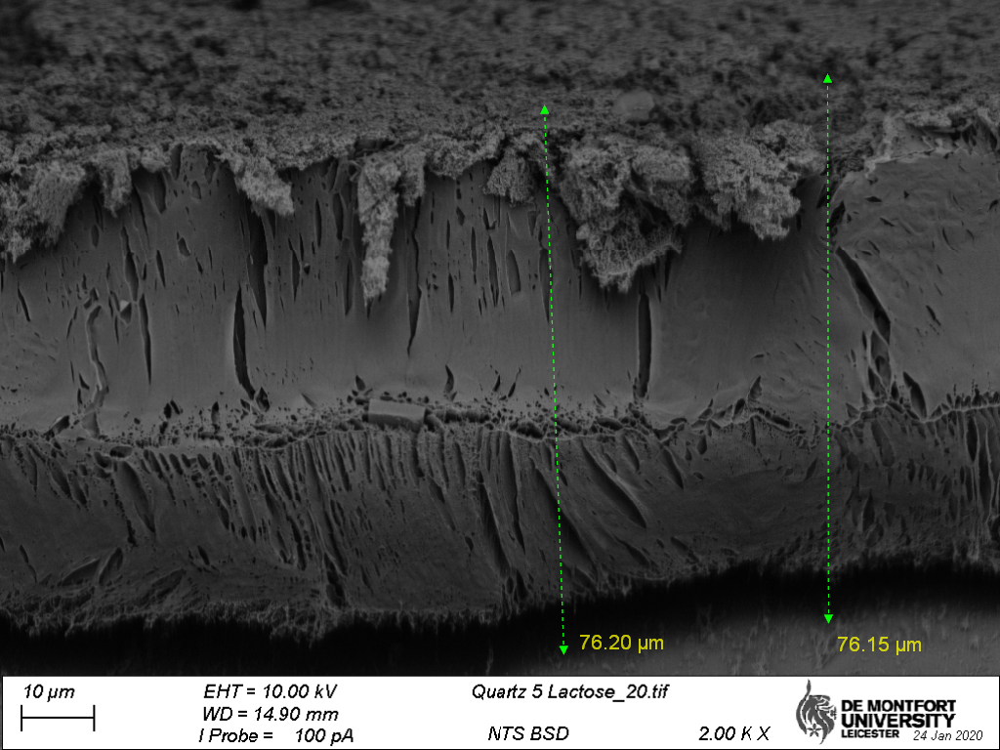 76.20 µm
76.15 µm
10 µm
EHT = 10.00 kV
WD = 14.90 mm
I Probe = 100 pA
Quartz 5 Lactose_20.tif
NTS BSD
2.00 K X
DE MONTFORT
UNIVERSITY
LEICESTER
24 Jan 2020